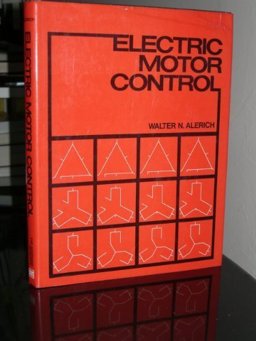 ELECTRIC
MOTOR
CONTROL
WALTER N. ALERICH
ELECTRIC MOTOR CONTROL